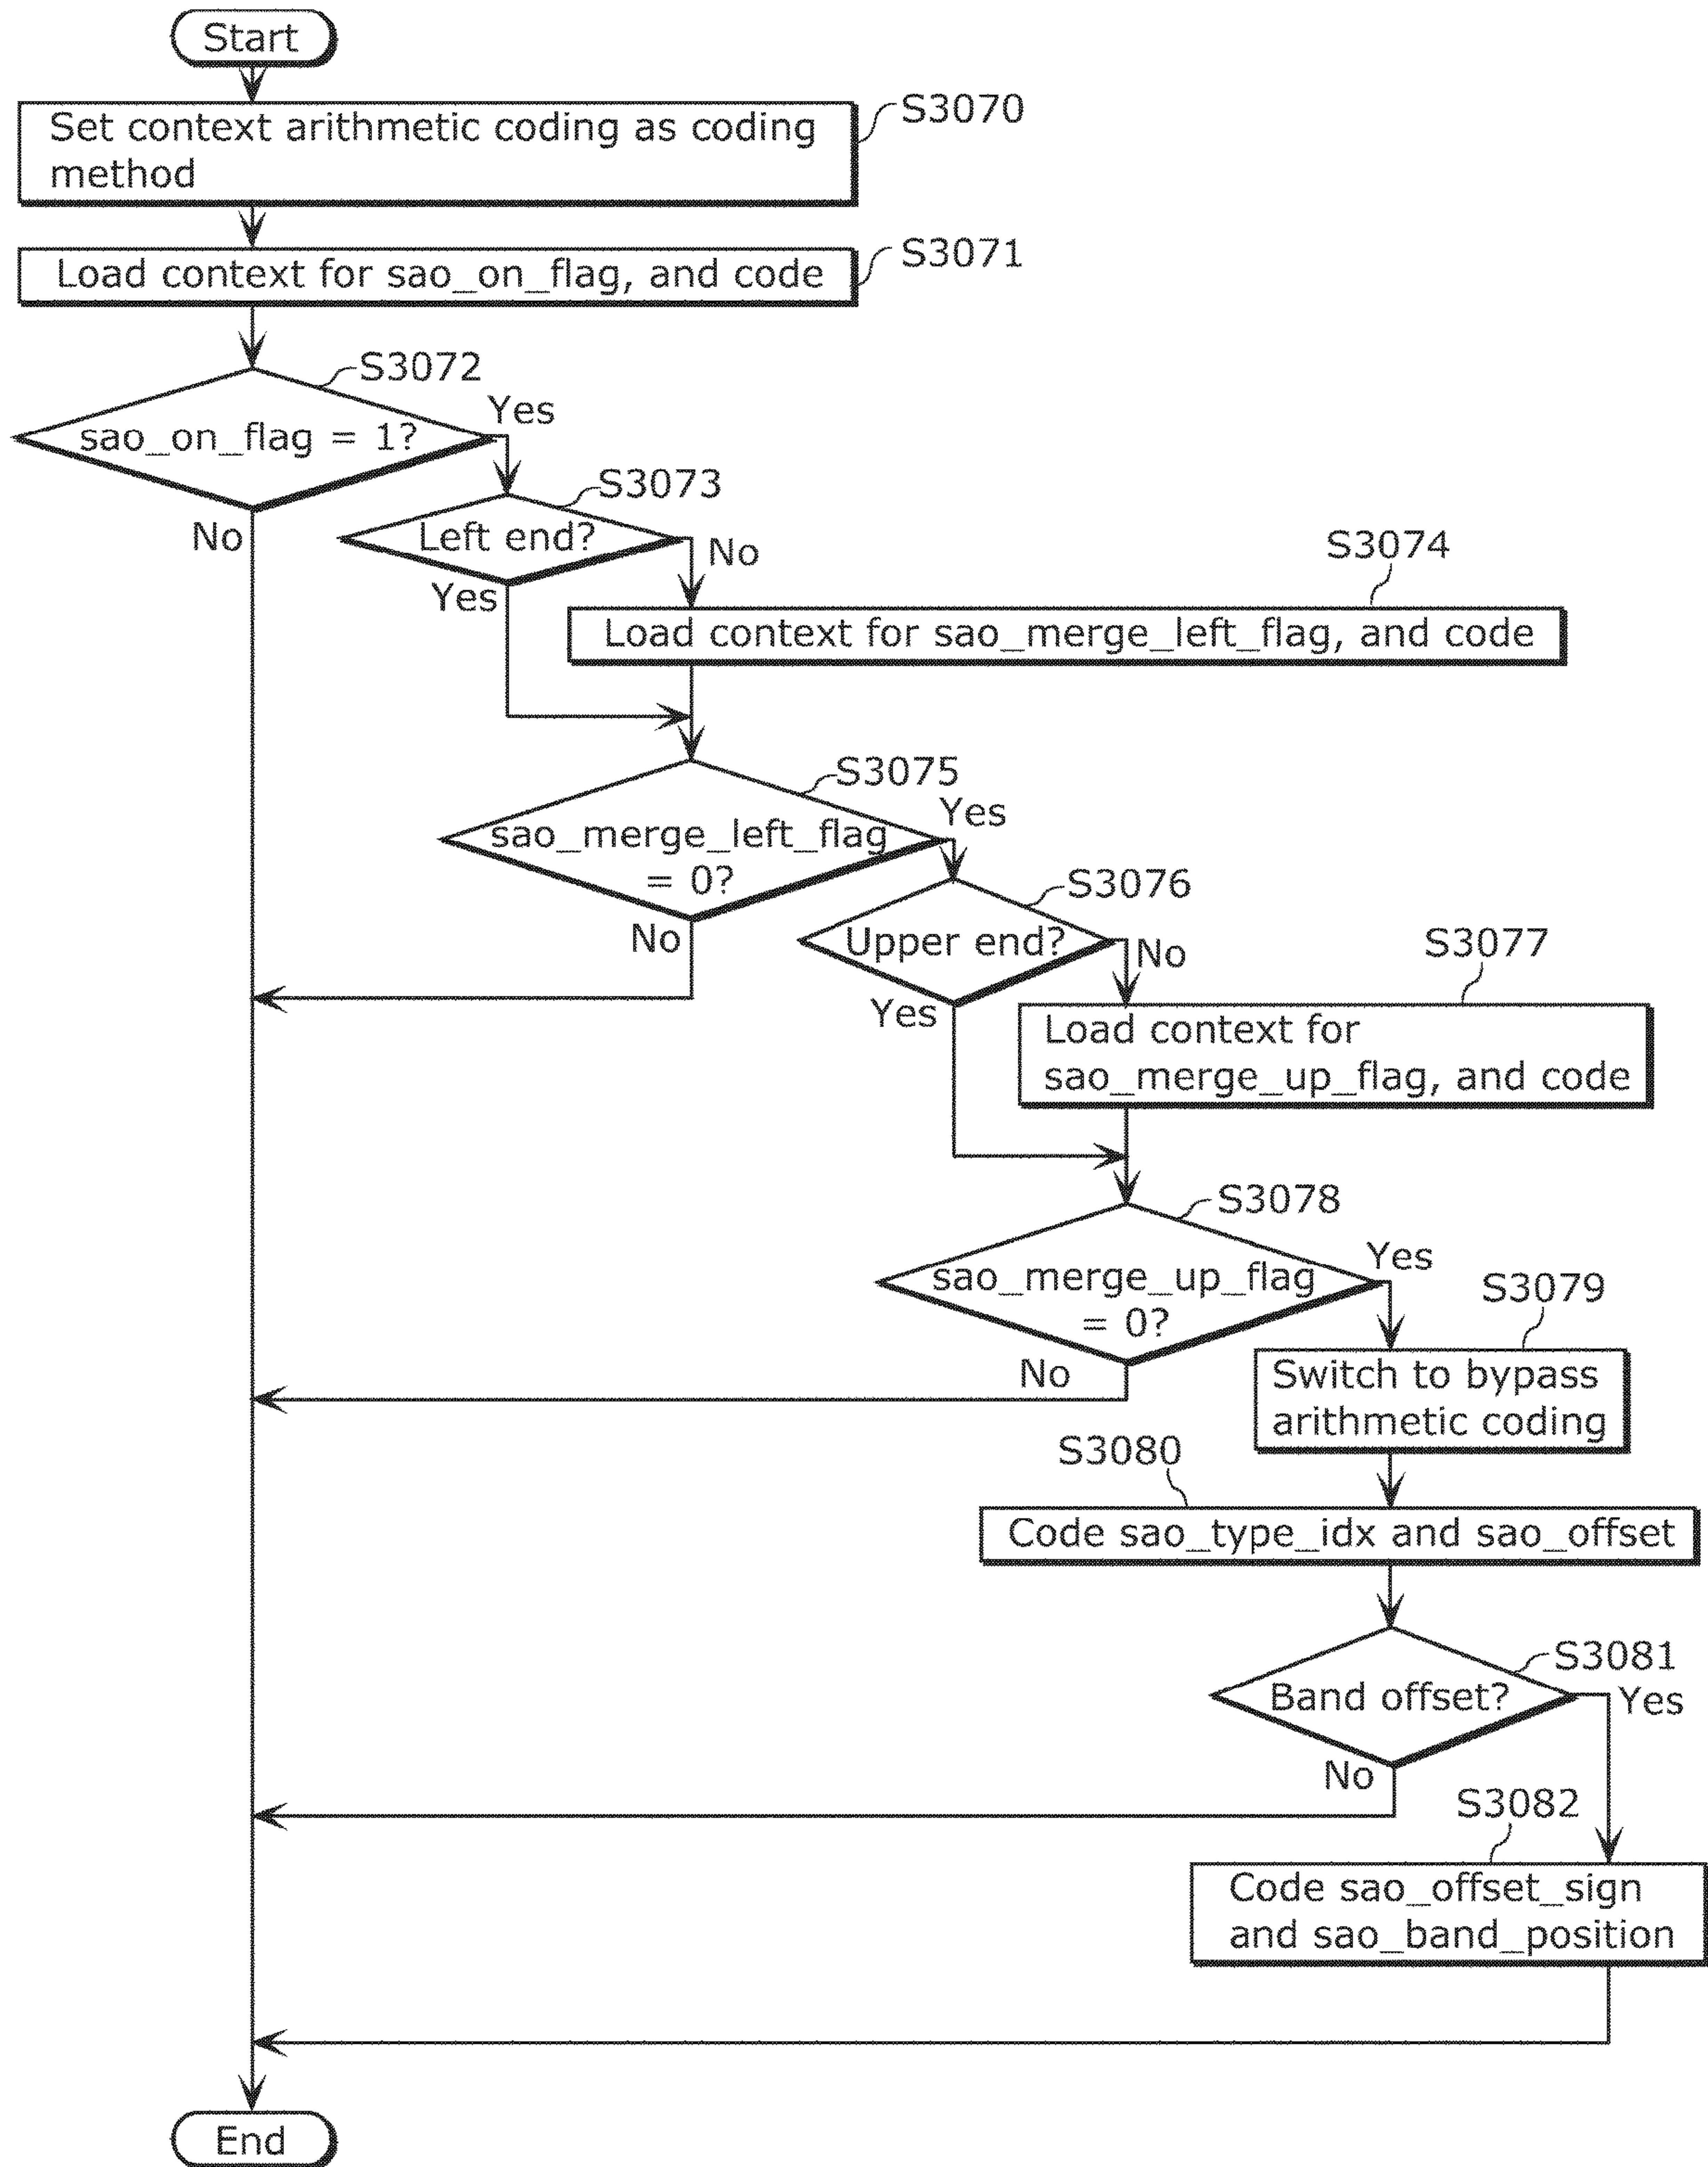 Start
S3070
Set context arithmetic coding as coding
method
S3071
Load context for sao_on_flag, and code
S3072
Yes
sao_on_flag = 1?
No
S3073
Left end?
No
Yes
S3074
Load context for sao_merge_left_flag, and code
S3075
Yes
sao_merge_left_flag
= 0?
No
S3076
Upper end?
No
Yes
S3077
Load context for
sao_merge_up_flag, and code
S3078
Yes
sao_merge_up_flag
= 0?
No
S3079
Switch to bypass
arithmetic coding
S3080
Code sao_type_idx and sao_offset
S3081
Band offset?
Yes
No
S3082
Code sao_offset_sign
and sao_band_position
End